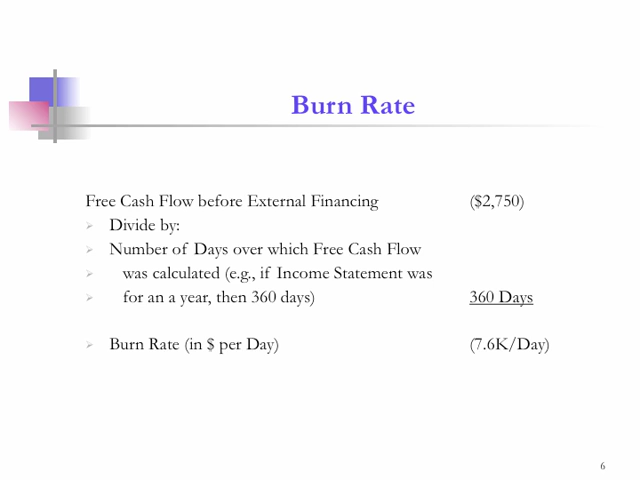 Burn Rate
Free Cash Flow before External Financing ($2,750)
Divide by:
Number of Days over which Free Cash Flow
was calculated (e.g., if Income Statement was
for an a year, then 360 days) 360 Days
Burn Rate (in $ per Day) (7.6K/Day)
6